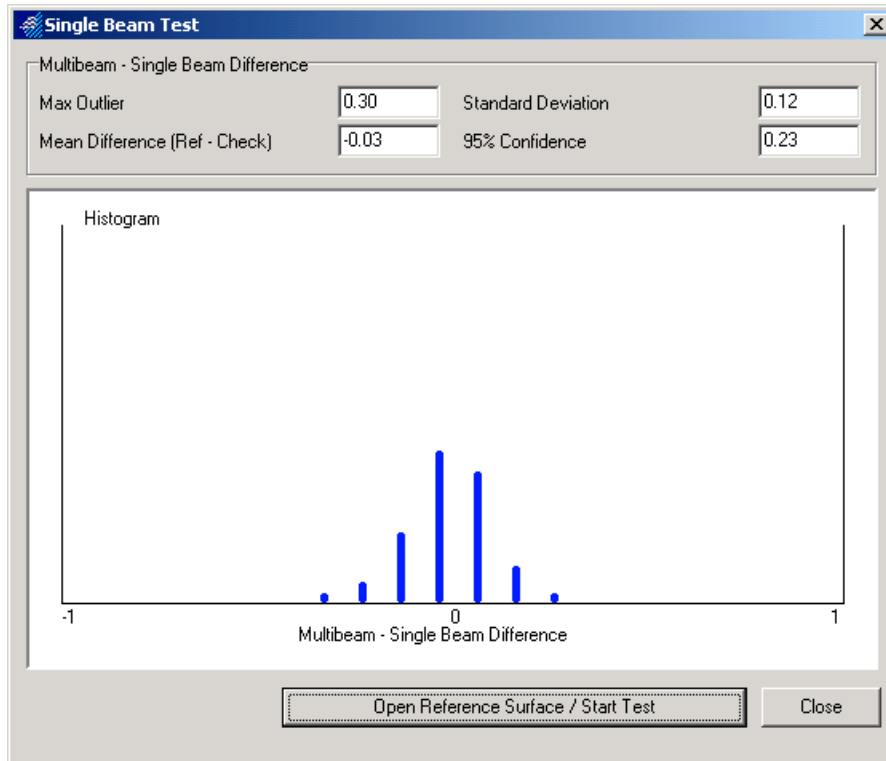 Single Beam Test
Multibeam - Single Beam Difference
Max Outlier 0.30 Standard Deviation 0.12
Mean Difference (Ref - Check) -0.03 95% Confidence 0.23
Histogram
-1 0 1
Multibeam - Single Beam Difference
Open Reference Surface / Start Test Close